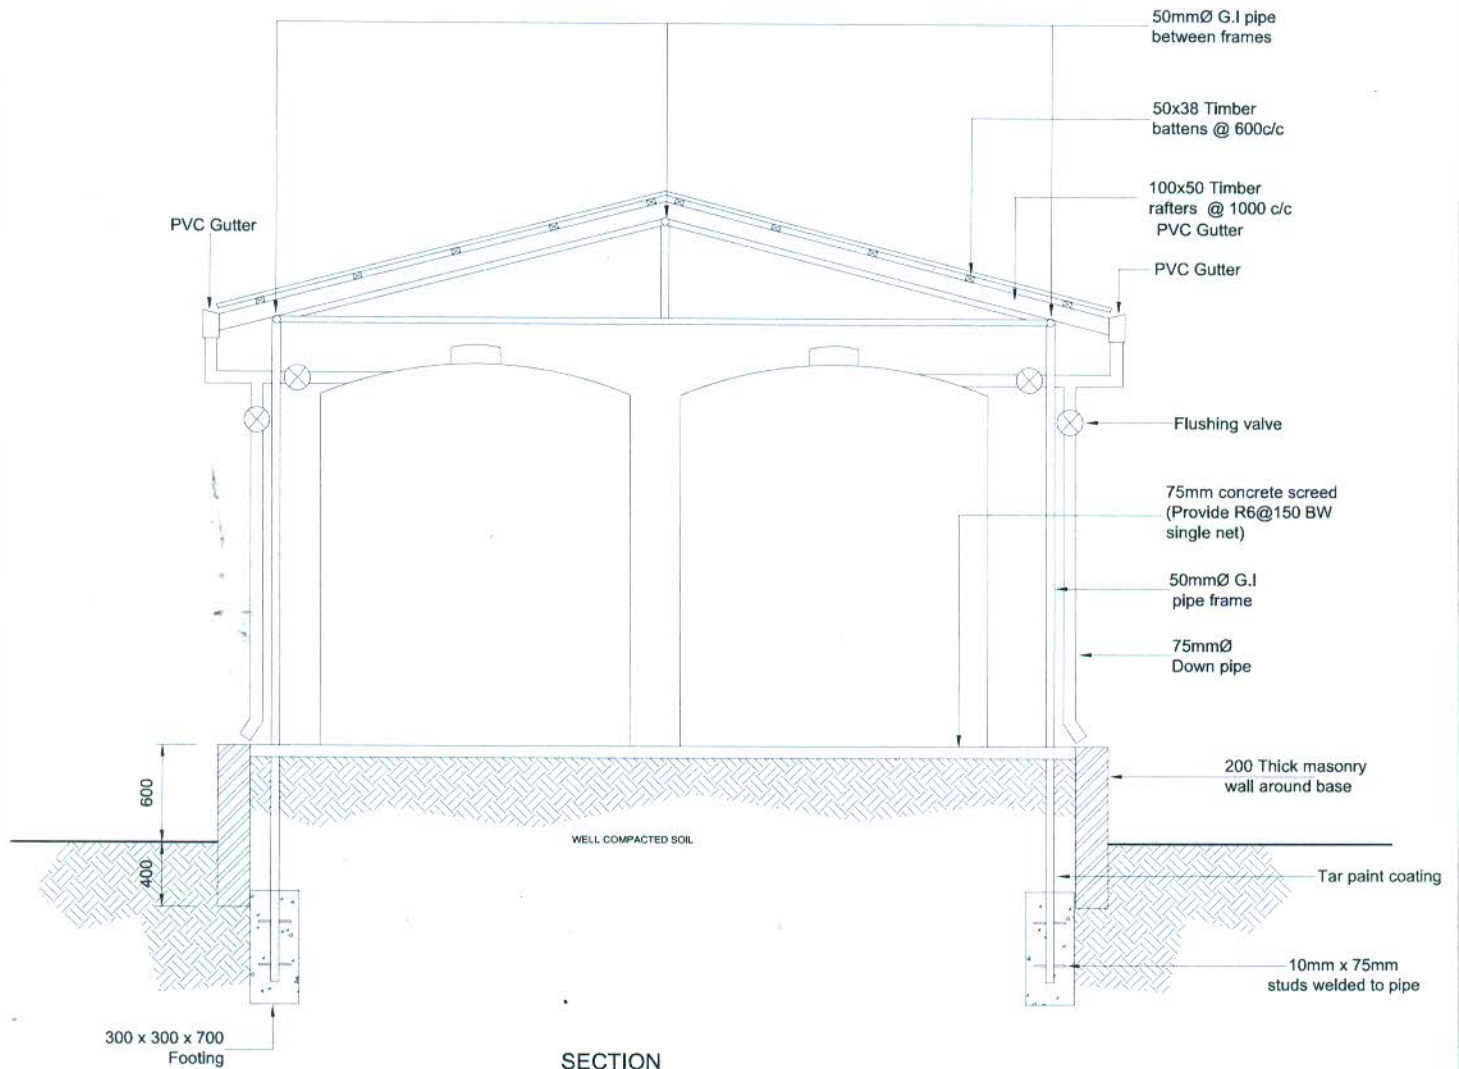 50mmØ G.I pipe
between frames
50x38 Timber
battens @ 600c/c
100x50 Timber
rafters @ 1000 c/c
PVC Gutter
PVC Gutter
PVC Gutter
Flushing valve
75mm concrete screed
(Provide R6@150 BW
single net)
50mmØ G.I
pipe frame
75mmØ
Down pipe
600
200 Thick masonry
wall around base
WELL COMPACTED SOIL
400
Tar paint coating
10mm x 75mm
studs welded to pipe
300 x 300 x 700
Footing
SECTION